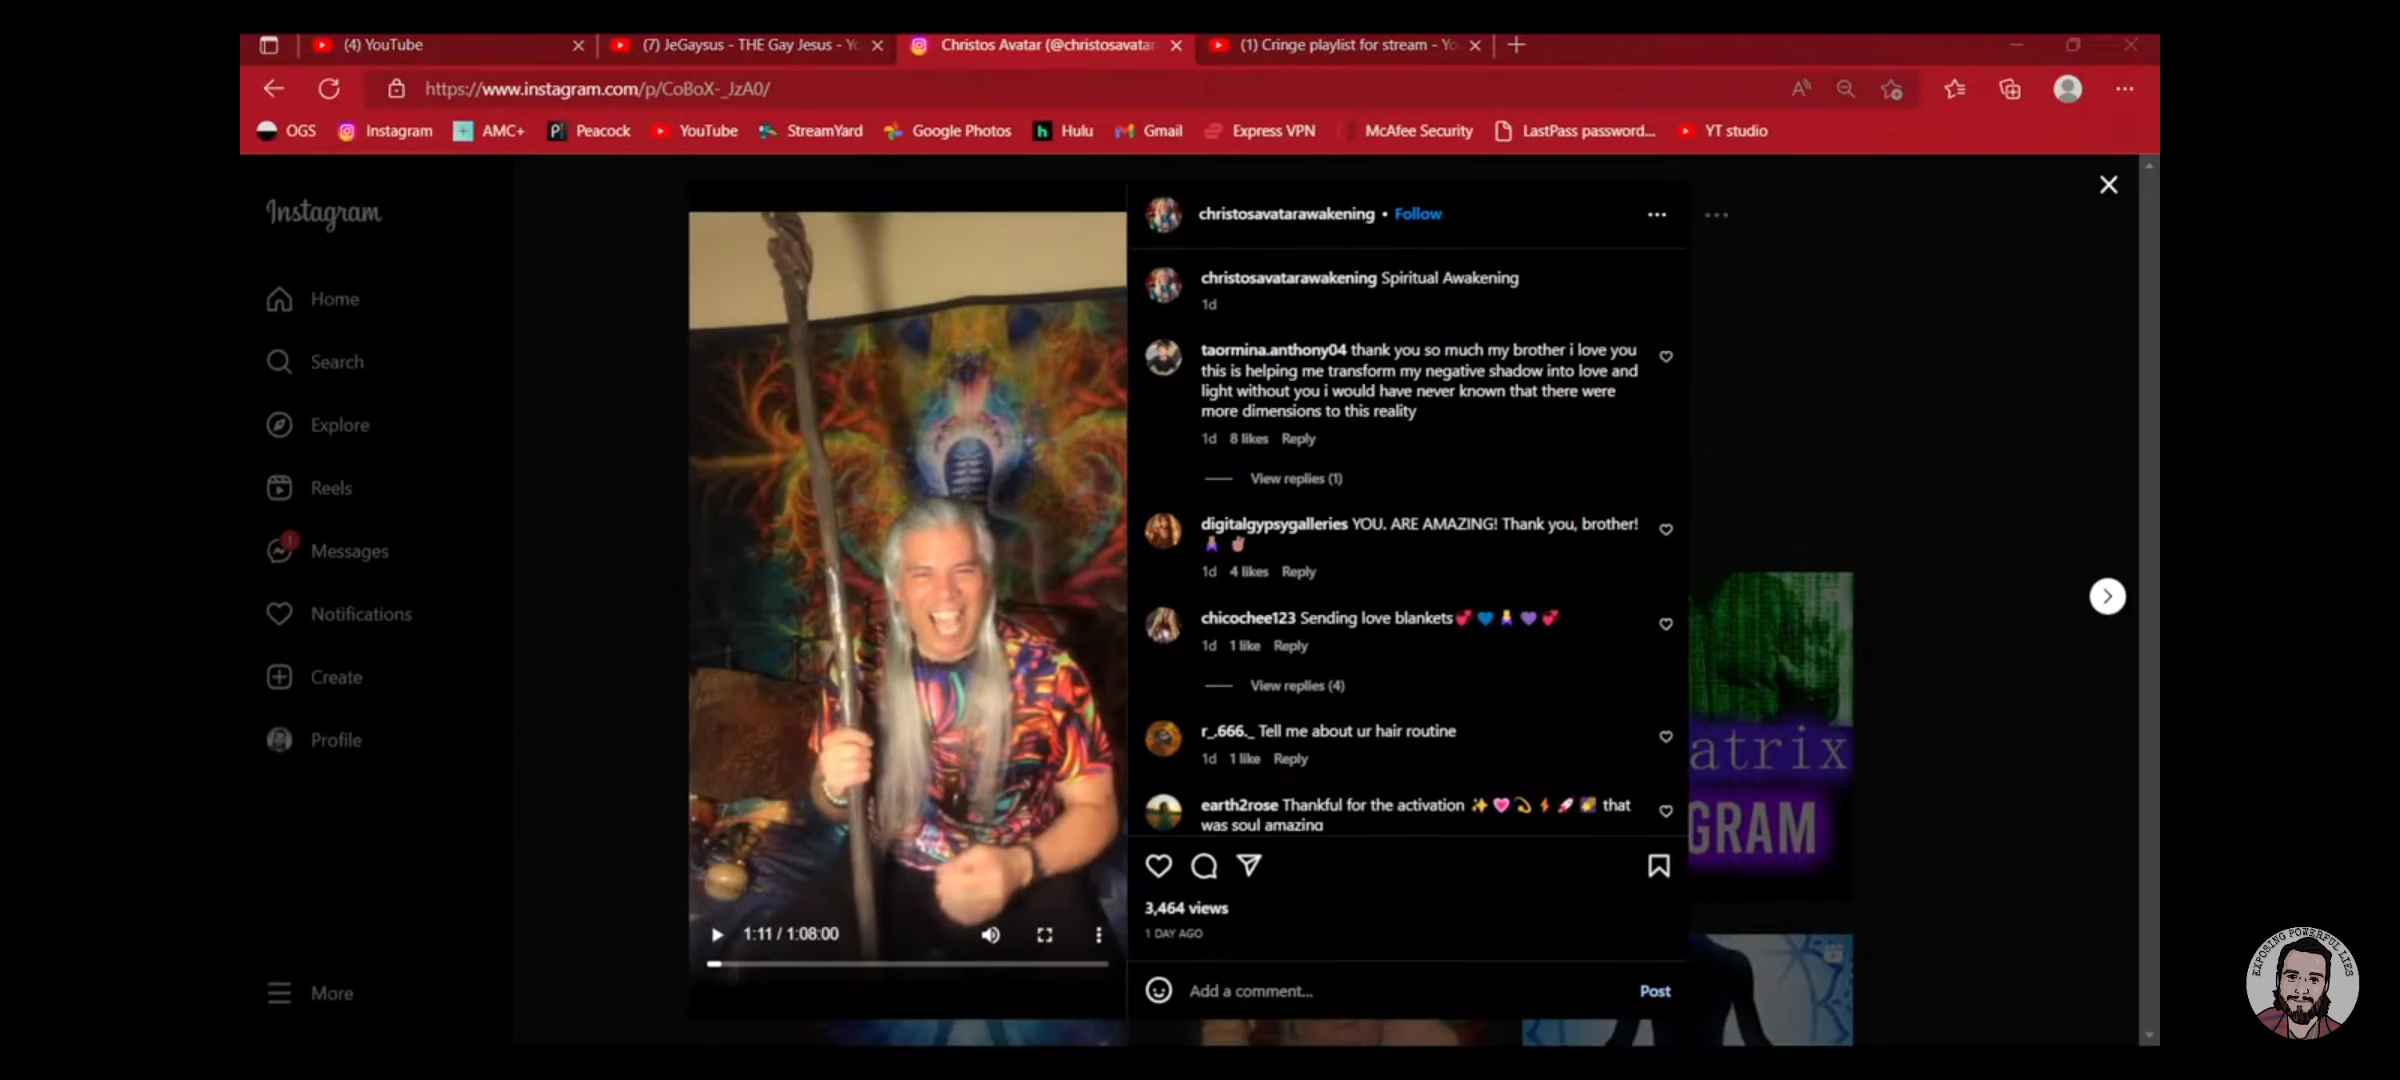 (4) YouTube
(7) JeGaysus - THE Gay Jesus - Yo
Christos Avatar (@christosavatar
(1) Cringe playlist for stream - Yo
https://www.instagram.com/p/CoBoX-_JzA0/
OGS
Instagram
AMC+
Peacock
YouTube
StreamYard
Google Photos
Hulu
Gmail
Express VPN
McAfee Security
LastPass password...
YT studio
Instagram
Home
Search
Explore
Reels
1
Messages
Notifications
Create
Profile
More
1:11 / 1:08:00
christosavatarawakening • Follow
christosavatarawakening Spiritual Awakening
1d
taormina.anthony04 thank you so much my brother i love you
this is helping me transform my negative shadow into love and
light without you i would have never known that there were
more dimensions to this reality
1d 8 likes Reply
View replies (1)
digitalgypsygalleries YOU. ARE AMAZING! Thank you, brother!
1d 4 likes Reply
chicochee123 Sending love blankets
1d 1 like Reply
View replies (4)
r_.666._ Tell me about ur hair routine
1d 1 like Reply
earth2rose Thankful for the activation that
was soul amazing
3,464 views
1 DAY AGO
Add a comment...
Post
atrix
GRAM
EXPOSING POWERFUL LIES